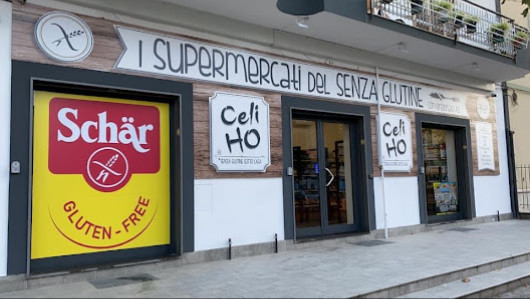 I SUPERMERCATI DEL SENZA GLUTINE
Schär
GLUTEN-FREE
Celi
HO
Celi
HO